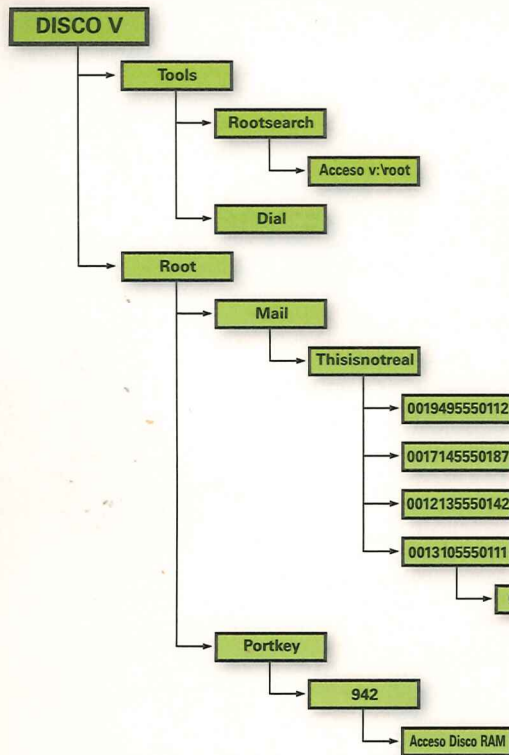 DISCO V
Tools
Rootsearch
Acceso v:\root
Dial
Root
Mail
Thisisnotreal
0019495550112
0017145550187
0012135550142
0013105550111
Portkey
942
Acceso Disco RAM